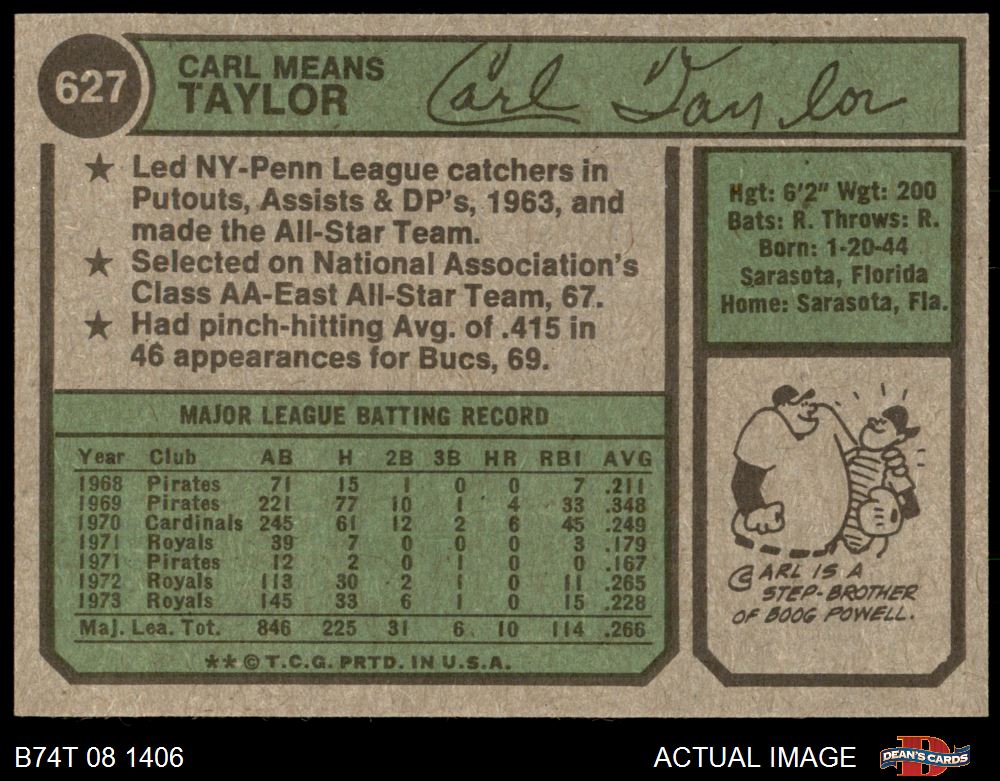 627
CARL MEANS
TAYLOR
Carl Taylor
★ Led NY-Penn League catchers in
Putouts, Assists & DP's, 1963, and
made the All-Star Team.
★ Selected on National Association's
Class AA-East All-Star Team, 67.
★ Had pinch-hitting Avg. of .415 in
46 appearances for Bucs, 69.
Hgt: 6'2" Wgt: 200
Bats: R. Throws: R.
Born: 1-20-44
Sarasota, Florida
Home: Sarasota, Fla.
MAJOR LEAGUE BATTING RECORD
Year Club AB H 2B 3B HR RBI AVG
1968 Pirates 71 15 1 0 0 7 .211
1969 Pirates 221 77 10 1 4 33 .348
1970 Cardinals 245 61 12 2 6 45 .249
1971 Royals 39 7 0 0 0 3 .179
1971 Pirates 12 2 0 1 0 0 .167
1972 Royals 113 30 2 1 0 11 .265
1973 Royals 145 33 6 1 0 15 .228
Maj. Lea. Tot. 846 225 31 6 10 114 .266
**©T.C.G. PRTD. IN U.S.A.
CARL IS A
STEP-BROTHER
OF BOOG POWELL.
B74T 08 1406
ACTUAL IMAGE
DEAN'S CARDS